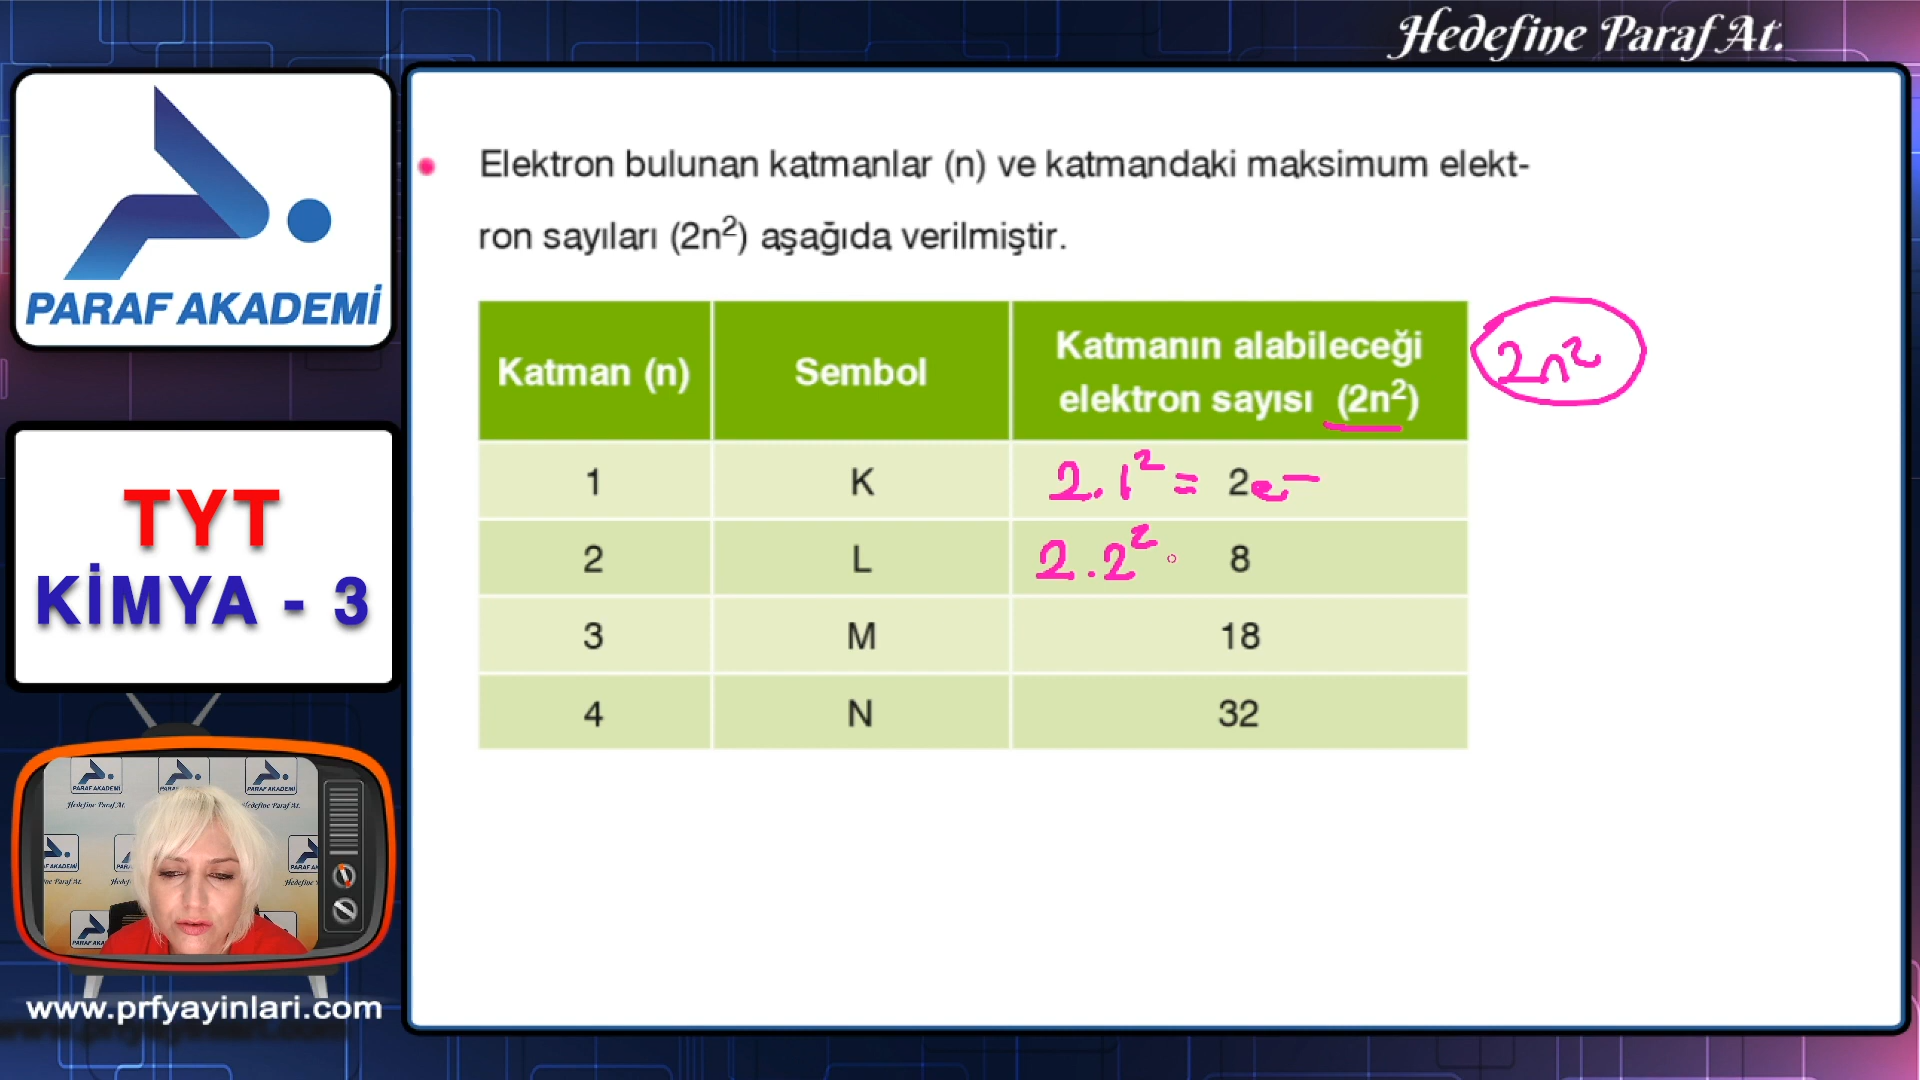 Hedefine Paraf At.
PARAF AKADEMİ
TYT
KİMYA - 3
www.prfyayinlari.com
• Elektron bulunan katmanlar (n) ve katmandaki maksimum elekt-
ron sayıları (2n²) aşağıda verilmiştir.
Katman (n) Sembol Katmanın alabileceği elektron sayısı (2n²) 2n²
1 K 2.1² = 2e−
2 L 2.2² 8
3 M 18
4 N 32